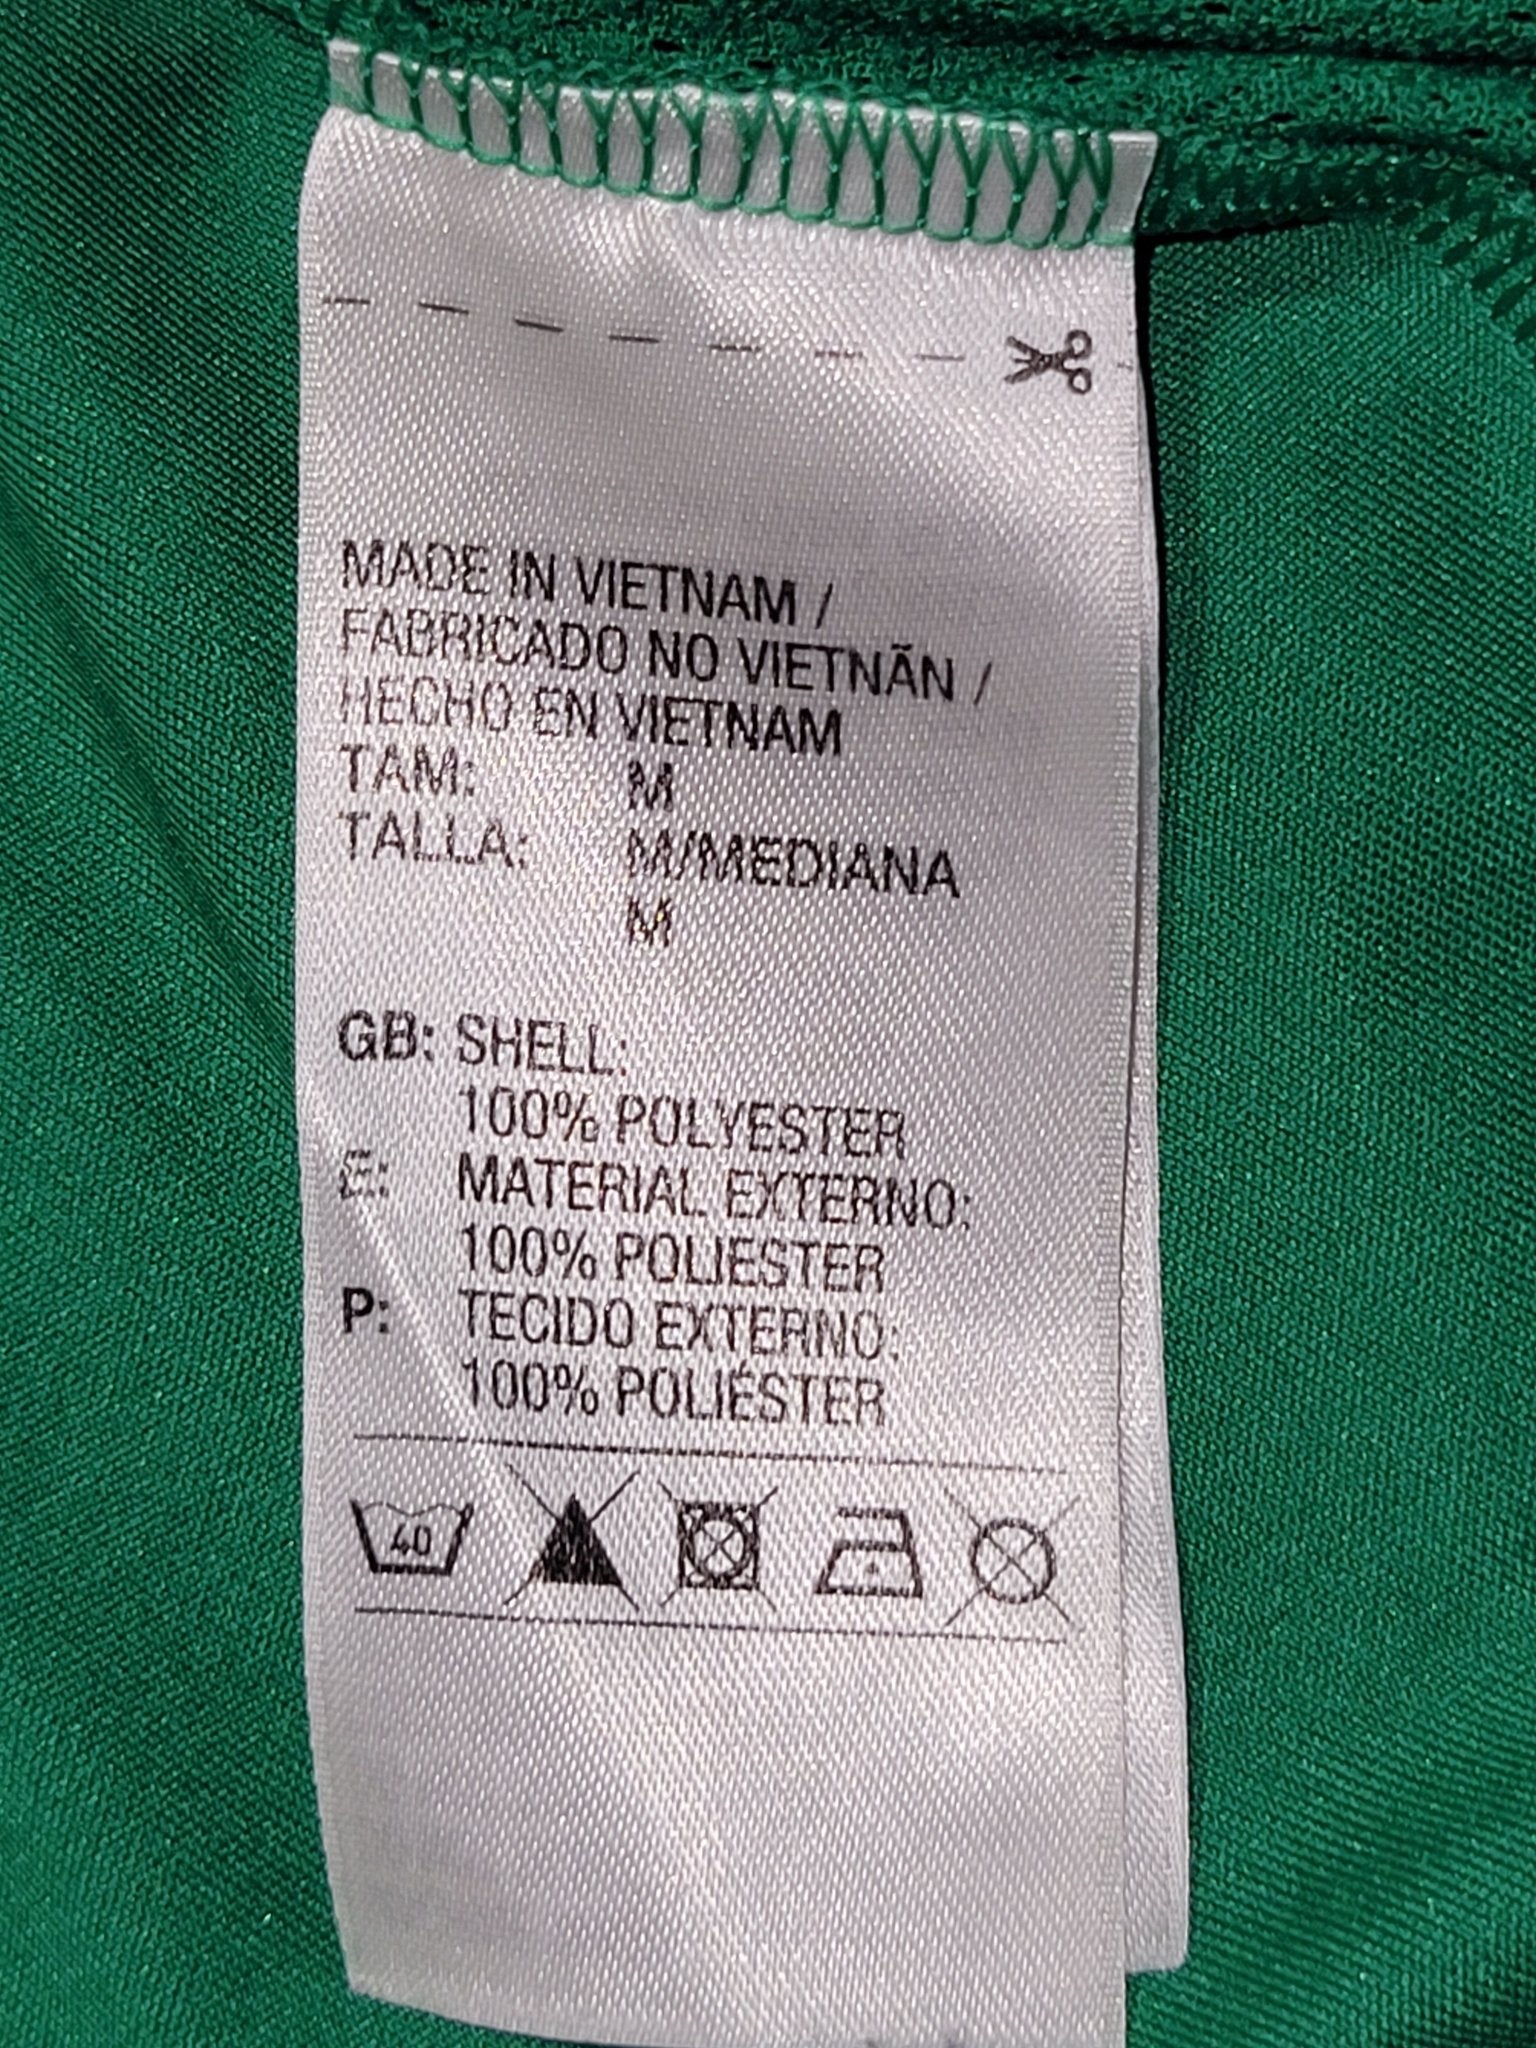 MADE IN VIETNAM /
FABRICADO NO VIETNÃN /
HECHO EN VIETNAM
TAM: M
TALLA: M/MEDIANA
M
GB: SHELL:
100% POLYESTER
E: MATERIAL EXTERNO:
100% POLIESTER
P: TECIDO EXTERNO:
100% POLIÉSTER
40